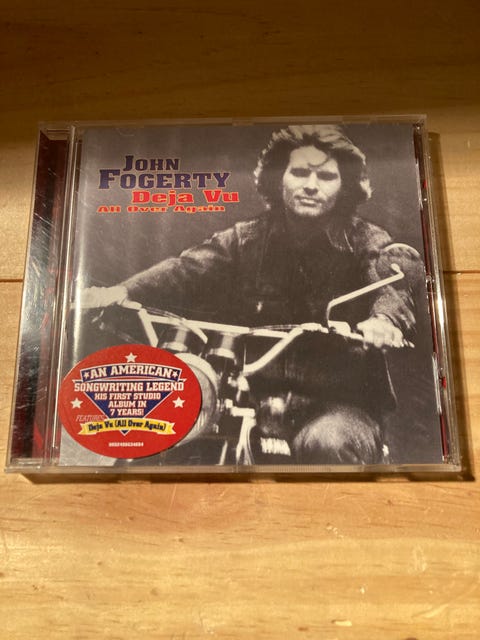 JOHN
FOGERTY
Deja Vu
All Over Again
AN AMERICAN
SONGWRITING LEGEND
HIS FIRST STUDIO
ALBUM IN
7 YEARS!
FEATURING
Deja Vu (All Over Again)